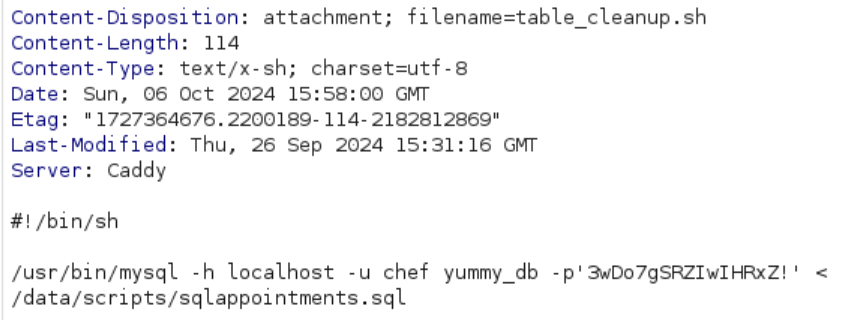 Content-Disposition: attachment; filename=table_cleanup.sh
Content-Length: 114
Content-Type: text/x-sh; charset=utf-8
Date: Sun, 06 Oct 2024 15:58:00 GMT
Etag: "1727364676.2200189-114-2182812869"
Last-Modified: Thu, 26 Sep 2024 15:31:16 GMT
Server: Caddy
#!/bin/sh
/usr/bin/mysql -h localhost -u chef yummy_db -p'3wDo7gSRZIwIHRxZ!' <
/data/scripts/sqlappointments.sql